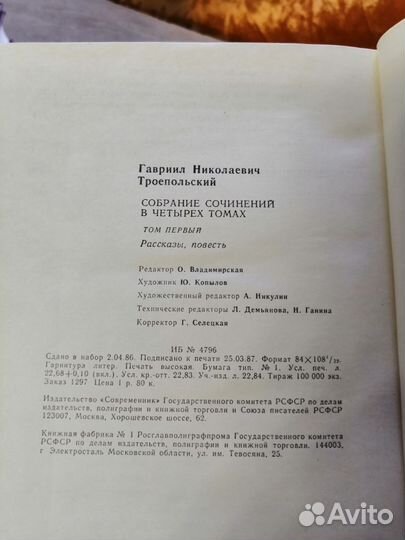 Гавриил Николаевич
Троепольский
СОБРАНИЕ СОЧИНЕНИЙ
В ЧЕТЫРЕХ ТОМАХ
ТОМ ПЕРВЫЙ
Рассказы, повесть
Редактор О. Владимирская
Художник Ю. Копылов
Художественный редактор А. Никулин
Технические редакторы Л. Демьянова, Н. Ганина
Корректор Г. Селецкая
ИБ № 4796
Сдано в набор 2.04.86. Подписано к печати 25.03.87. Формат 84×108¹/₃₂.
Гарнитура литер. Печать высокая. Бумага тип. № 1. Усл. печ. л.
22,68+0,10 (вкл.). Усл. кр.-отт. 22,83. Уч.-изд. л. 22,84. Тираж 100 000 экз.
Заказ 1297 Цена 1 р. 80 к.
Издательство «Современник» Государственного комитета РСФСР по делам
издательств, полиграфии и книжной торговли и Союза писателей РСФСР
123007, Москва, Хорошевское шоссе, 62.
Книжная фабрика № 1 Росглавполиграфпрома Государственного комитета
РСФСР по делам издательств, полиграфии и книжной торговли. 144003,
г Электросталь Московской области, ул. им. Тевосяна, 25.
Avito